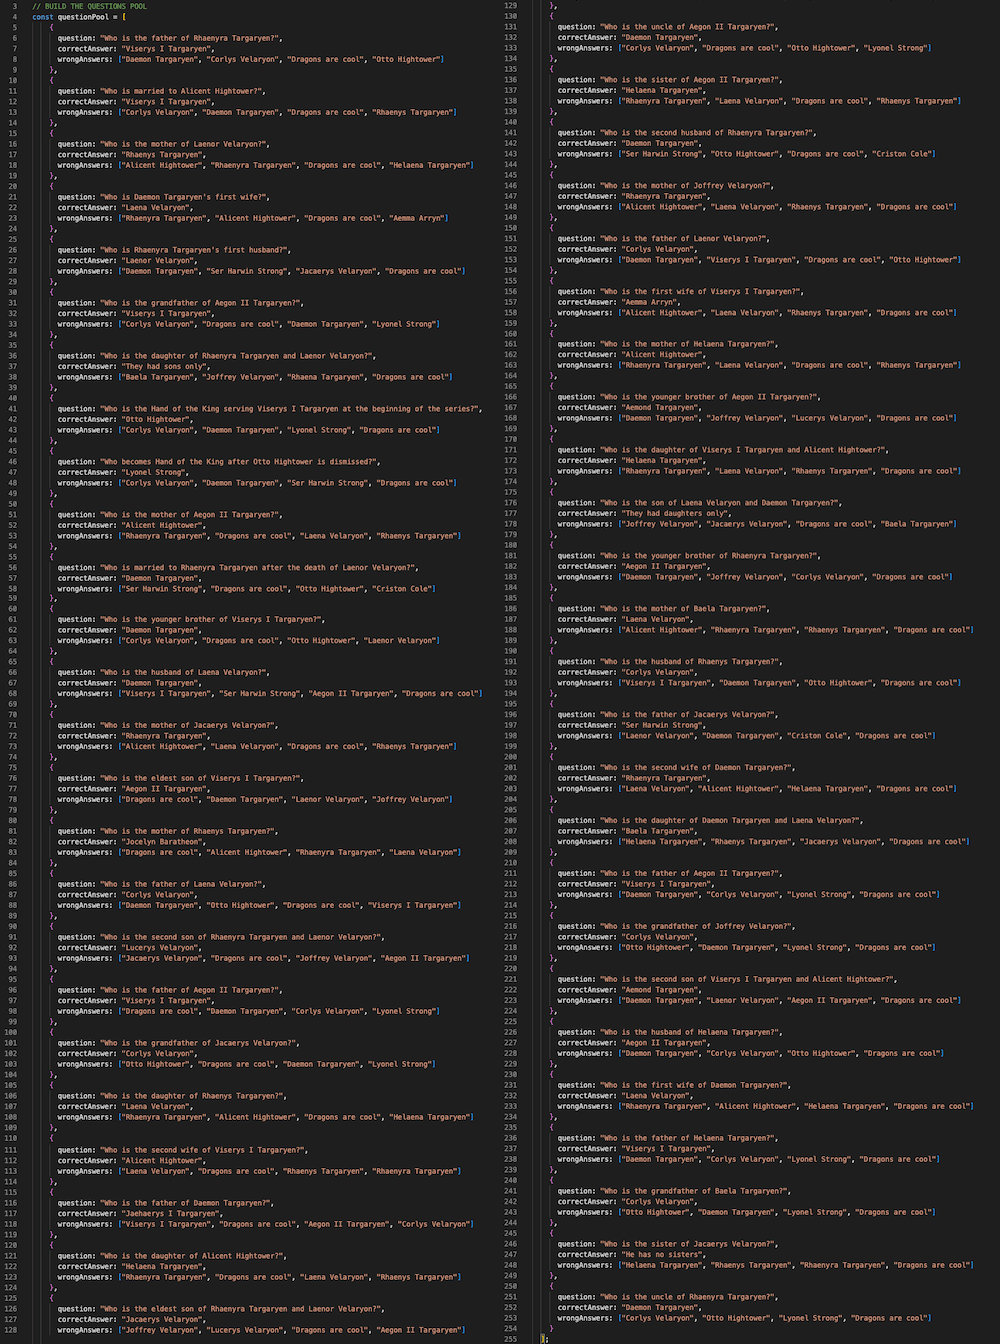 3 // BUILD THE QUESTIONS POOL
4 const questionPool = [
5 {
6 question: "Who is the father of Rhaenyra Targaryen?",
7 correctAnswer: "Viserys I Targaryen",
8 wrongAnswers: ["Daemon Targaryen", "Corlys Velaryon", "Dragons are cool", "Otto Hightower"]
9 },
10 {
11 question: "Who is married to Alicent Hightower?",
12 correctAnswer: "Viserys I Targaryen",
13 wrongAnswers: ["Corlys Velaryon", "Daemon Targaryen", "Dragons are cool", "Rhaenys Targaryen"]
14 },
15 {
16 question: "Who is the mother of Laenor Velaryon?",
17 correctAnswer: "Rhaenys Targaryen",
18 wrongAnswers: ["Alicent Hightower", "Rhaenyra Targaryen", "Dragons are cool", "Helaena Targaryen"]
19 },
20 {
21 question: "Who is Daemon Targaryen's first wife?",
22 correctAnswer: "Laena Velaryon",
23 wrongAnswers: ["Rhaenyra Targaryen", "Alicent Hightower", "Dragons are cool", "Aemma Arryn"]
24 },
25 {
26 question: "Who is Rhaenyra Targaryen's first husband?",
27 correctAnswer: "Laenor Velaryon",
28 wrongAnswers: ["Daemon Targaryen", "Ser Harwin Strong", "Jacaerys Velaryon", "Dragons are cool"]
29 },
30 {
31 question: "Who is the grandfather of Aegon II Targaryen?",
32 correctAnswer: "Viserys I Targaryen",
33 wrongAnswers: ["Corlys Velaryon", "Dragons are cool", "Daemon Targaryen", "Lyonel Strong"]
34 },
35 {
36 question: "Who is the daughter of Rhaenyra Targaryen and Laenor Velaryon?",
37 correctAnswer: "They had sons only",
38 wrongAnswers: ["Baela Targaryen", "Joffrey Velaryon", "Rhaena Targaryen", "Dragons are cool"]
39 },
40 {
41 question: "Who is the Hand of the King serving Viserys I Targaryen at the beginning of the series?",
42 correctAnswer: "Otto Hightower",
43 wrongAnswers: ["Corlys Velaryon", "Daemon Targaryen", "Lyonel Strong", "Dragons are cool"]
44 },
45 {
46 question: "Who becomes Hand of the King after Otto Hightower is dismissed?",
47 correctAnswer: "Lyonel Strong",
48 wrongAnswers: ["Corlys Velaryon", "Daemon Targaryen", "Ser Harwin Strong", "Dragons are cool"]
49 },
50 {
51 question: "Who is the mother of Aegon II Targaryen?",
52 correctAnswer: "Alicent Hightower",
53 wrongAnswers: ["Rhaenyra Targaryen", "Dragons are cool", "Laena Velaryon", "Rhaenys Targaryen"]
54 },
55 {
56 question: "Who is married to Rhaenyra Targaryen after the death of Laenor Velaryon?",
57 correctAnswer: "Daemon Targaryen",
58 wrongAnswers: ["Ser Harwin Strong", "Dragons are cool", "Otto Hightower", "Criston Cole"]
59 },
60 {
61 question: "Who is the younger brother of Viserys I Targaryen?",
62 correctAnswer: "Daemon Targaryen",
63 wrongAnswers: ["Corlys Velaryon", "Dragons are cool", "Otto Hightower", "Laenor Velaryon"]
64 },
65 {
66 question: "Who is the husband of Laena Velaryon?",
67 correctAnswer: "Daemon Targaryen",
68 wrongAnswers: ["Viserys I Targaryen", "Ser Harwin Strong", "Aegon II Targaryen", "Dragons are cool"]
69 },
70 {
71 question: "Who is the mother of Jacaerys Velaryon?",
72 correctAnswer: "Rhaenyra Targaryen",
73 wrongAnswers: ["Alicent Hightower", "Laena Velaryon", "Dragons are cool", "Rhaenys Targaryen"]
74 },
75 {
76 question: "Who is the eldest son of Viserys I Targaryen?",
77 correctAnswer: "Aegon II Targaryen",
78 wrongAnswers: ["Dragons are cool", "Daemon Targaryen", "Laenor Velaryon", "Joffrey Velaryon"]
79 },
80 {
81 question: "Who is the mother of Rhaenys Targaryen?",
82 correctAnswer: "Jocelyn Baratheon",
83 wrongAnswers: ["Dragons are cool", "Alicent Hightower", "Rhaenyra Targaryen", "Laena Velaryon"]
84 },
85 {
86 question: "Who is the father of Laena Velaryon?",
87 correctAnswer: "Corlys Velaryon",
88 wrongAnswers: ["Daemon Targaryen", "Otto Hightower", "Dragons are cool", "Viserys I Targaryen"]
89 },
90 {
91 question: "Who is the second son of Rhaenyra Targaryen and Laenor Velaryon?",
92 correctAnswer: "Lucerys Velaryon",
93 wrongAnswers: ["Jacaerys Velaryon", "Dragons are cool", "Joffrey Velaryon", "Aegon II Targaryen"]
94 },
95 {
96 question: "Who is the father of Aegon II Targaryen?",
97 correctAnswer: "Viserys I Targaryen",
98 wrongAnswers: ["Dragons are cool", "Daemon Targaryen", "Corlys Velaryon", "Lyonel Strong"]
99 },
100 {
101 question: "Who is the grandfather of Jacaerys Velaryon?",
102 correctAnswer: "Corlys Velaryon",
103 wrongAnswers: ["Otto Hightower", "Dragons are cool", "Daemon Targaryen", "Lyonel Strong"]
104 },
105 {
106 question: "Who is the daughter of Rhaenys Targaryen?",
107 correctAnswer: "Laena Velaryon",
108 wrongAnswers: ["Rhaenyra Targaryen", "Alicent Hightower", "Dragons are cool", "Helaena Targaryen"]
109 },
110 {
111 question: "Who is the second wife of Viserys I Targaryen?",
112 correctAnswer: "Alicent Hightower",
113 wrongAnswers: ["Laena Velaryon", "Dragons are cool", "Rhaenys Targaryen", "Rhaenyra Targaryen"]
114 },
115 {
116 question: "Who is the father of Daemon Targaryen?",
117 correctAnswer: "Jaehaerys I Targaryen",
118 wrongAnswers: ["Viserys I Targaryen", "Dragons are cool", "Aegon II Targaryen", "Corlys Velaryon"]
119 },
120 {
121 question: "Who is the daughter of Alicent Hightower?",
122 correctAnswer: "Helaena Targaryen",
123 wrongAnswers: ["Rhaenyra Targaryen", "Dragons are cool", "Laena Velaryon", "Rhaenys Targaryen"]
124 },
125 {
126 question: "Who is the eldest son of Rhaenyra Targaryen and Laenor Velaryon?",
127 correctAnswer: "Jacaerys Velaryon",
128 wrongAnswers: ["Joffrey Velaryon", "Lucerys Velaryon", "Dragons are cool", "Aegon II Targaryen"]
129 },
130 {
131 question: "Who is the uncle of Aegon II Targaryen?",
132 correctAnswer: "Daemon Targaryen",
133 wrongAnswers: ["Corlys Velaryon", "Dragons are cool", "Otto Hightower", "Lyonel Strong"]
134 },
135 {
136 question: "Who is the sister of Aegon II Targaryen?",
137 correctAnswer: "Helaena Targaryen",
138 wrongAnswers: ["Rhaenyra Targaryen", "Laena Velaryon", "Dragons are cool", "Rhaenys Targaryen"]
139 },
140 {
141 question: "Who is the second husband of Rhaenyra Targaryen?",
142 correctAnswer: "Daemon Targaryen",
143 wrongAnswers: ["Ser Harwin Strong", "Otto Hightower", "Dragons are cool", "Criston Cole"]
144 },
145 {
146 question: "Who is the mother of Joffrey Velaryon?",
147 correctAnswer: "Rhaenyra Targaryen",
148 wrongAnswers: ["Alicent Hightower", "Laena Velaryon", "Rhaenys Targaryen", "Dragons are cool"]
149 },
150 {
151 question: "Who is the father of Laenor Velaryon?",
152 correctAnswer: "Corlys Velaryon",
153 wrongAnswers: ["Daemon Targaryen", "Viserys I Targaryen", "Dragons are cool", "Otto Hightower"]
154 },
155 {
156 question: "Who is the first wife of Viserys I Targaryen?",
157 correctAnswer: "Aemma Arryn",
158 wrongAnswers: ["Alicent Hightower", "Laena Velaryon", "Rhaenys Targaryen", "Dragons are cool"]
159 },
160 {
161 question: "Who is the mother of Helaena Targaryen?",
162 correctAnswer: "Alicent Hightower",
163 wrongAnswers: ["Rhaenyra Targaryen", "Laena Velaryon", "Dragons are cool", "Rhaenys Targaryen"]
164 },
165 {
166 question: "Who is the younger brother of Aegon II Targaryen?",
167 correctAnswer: "Aemond Targaryen",
168 wrongAnswers: ["Daemon Targaryen", "Joffrey Velaryon", "Lucerys Velaryon", "Dragons are cool"]
169 },
170 {
171 question: "Who is the daughter of Viserys I Targaryen and Alicent Hightower?",
172 correctAnswer: "Helaena Targaryen",
173 wrongAnswers: ["Rhaenyra Targaryen", "Laena Velaryon", "Rhaenys Targaryen", "Dragons are cool"]
174 },
175 {
176 question: "Who is the son of Laena Velaryon and Daemon Targaryen?",
177 correctAnswer: "They had daughters only",
178 wrongAnswers: ["Joffrey Velaryon", "Jacaerys Velaryon", "Dragons are cool", "Baela Targaryen"]
179 },
180 {
181 question: "Who is the younger brother of Rhaenyra Targaryen?",
182 correctAnswer: "Aegon II Targaryen",
183 wrongAnswers: ["Daemon Targaryen", "Joffrey Velaryon", "Corlys Velaryon", "Dragons are cool"]
184 },
185 {
186 question: "Who is the mother of Baela Targaryen?",
187 correctAnswer: "Laena Velaryon",
188 wrongAnswers: ["Alicent Hightower", "Rhaenyra Targaryen", "Rhaenys Targaryen", "Dragons are cool"]
189 },
190 {
191 question: "Who is the husband of Rhaenys Targaryen?",
192 correctAnswer: "Corlys Velaryon",
193 wrongAnswers: ["Viserys I Targaryen", "Daemon Targaryen", "Otto Hightower", "Dragons are cool"]
194 },
195 {
196 question: "Who is the father of Jacaerys Velaryon?",
197 correctAnswer: "Ser Harwin Strong",
198 wrongAnswers: ["Laenor Velaryon", "Daemon Targaryen", "Criston Cole", "Dragons are cool"]
199 },
200 {
201 question: "Who is the second wife of Daemon Targaryen?",
202 correctAnswer: "Rhaenyra Targaryen",
203 wrongAnswers: ["Laena Velaryon", "Alicent Hightower", "Helaena Targaryen", "Dragons are cool"]
204 },
205 {
206 question: "Who is the daughter of Daemon Targaryen and Laena Velaryon?",
207 correctAnswer: "Baela Targaryen",
208 wrongAnswers: ["Helaena Targaryen", "Rhaenys Targaryen", "Jacaerys Velaryon", "Dragons are cool"]
209 },
210 {
211 question: "Who is the father of Aegon II Targaryen?",
212 correctAnswer: "Viserys I Targaryen",
213 wrongAnswers: ["Daemon Targaryen", "Corlys Velaryon", "Lyonel Strong", "Dragons are cool"]
214 },
215 {
216 question: "Who is the grandfather of Joffrey Velaryon?",
217 correctAnswer: "Corlys Velaryon",
218 wrongAnswers: ["Otto Hightower", "Daemon Targaryen", "Lyonel Strong", "Dragons are cool"]
219 },
220 {
221 question: "Who is the second son of Viserys I Targaryen and Alicent Hightower?",
222 correctAnswer: "Aemond Targaryen",
223 wrongAnswers: ["Daemon Targaryen", "Laenor Velaryon", "Aegon II Targaryen", "Dragons are cool"]
224 },
225 {
226 question: "Who is the husband of Helaena Targaryen?",
227 correctAnswer: "Aegon II Targaryen",
228 wrongAnswers: ["Daemon Targaryen", "Corlys Velaryon", "Otto Hightower", "Dragons are cool"]
229 },
230 {
231 question: "Who is the first wife of Daemon Targaryen?",
232 correctAnswer: "Laena Velaryon",
233 wrongAnswers: ["Rhaenyra Targaryen", "Alicent Hightower", "Helaena Targaryen", "Dragons are cool"]
234 },
235 {
236 question: "Who is the father of Helaena Targaryen?",
237 correctAnswer: "Viserys I Targaryen",
238 wrongAnswers: ["Daemon Targaryen", "Corlys Velaryon", "Lyonel Strong", "Dragons are cool"]
239 },
240 {
241 question: "Who is the grandfather of Baela Targaryen?",
242 correctAnswer: "Corlys Velaryon",
243 wrongAnswers: ["Otto Hightower", "Daemon Targaryen", "Lyonel Strong", "Dragons are cool"]
244 },
245 {
246 question: "Who is the sister of Jacaerys Velaryon?",
247 correctAnswer: "He has no sisters",
248 wrongAnswers: ["Helaena Targaryen", "Rhaenys Targaryen", "Rhaenyra Targaryen", "Dragons are cool"]
249 },
250 {
251 question: "Who is the uncle of Rhaenyra Targaryen?",
252 correctAnswer: "Daemon Targaryen",
253 wrongAnswers: ["Corlys Velaryon", "Otto Hightower", "Lyonel Strong", "Dragons are cool"]
254 }
255 ];